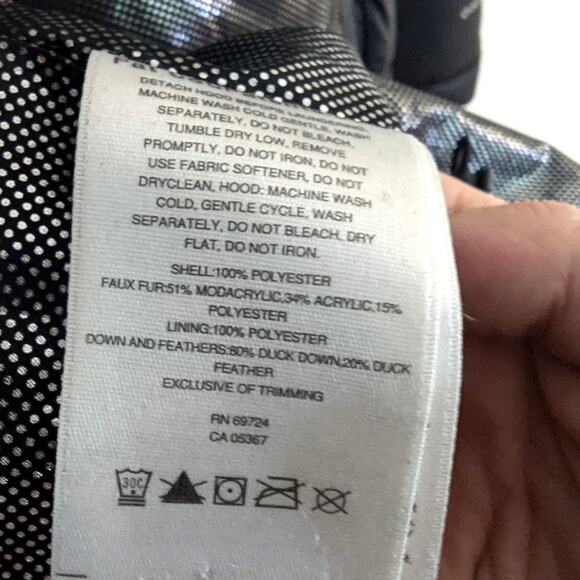 DETACH HOOD BEFORE LAUNDERING.
MACHINE WASH COLD GENTLE, WASH
SEPARATELY, DO NOT BLEACH,
TUMBLE DRY LOW, REMOVE
PROMPTLY, DO NOT IRON, DO NOT
USE FABRIC SOFTENER, DO NOT
DRYCLEAN, HOOD: MACHINE WASH
COLD, GENTLE CYCLE, WASH
SEPARATELY, DO NOT BLEACH, DRY
FLAT, DO NOT IRON.
SHELL:100% POLYESTER
FAUX FUR:51% MODACRYLIC,34% ACRYLIC,15%
POLYESTER
LINING:100% POLYESTER
DOWN AND FEATHERS:80% DUCK DOWN,20% DUCK
FEATHER
EXCLUSIVE OF TRIMMING
RN 69724
CA 05367
30C